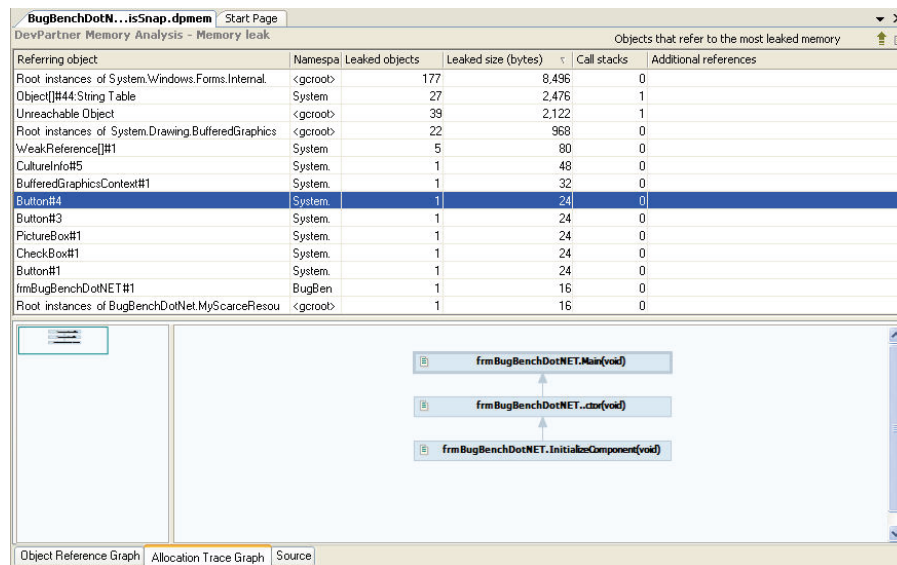 BugBenchDotN...isSnap.dpmem Start Page
DevPartner Memory Analysis - Memory leak
Objects that refer to the most leaked memory
Referring object Namespa Leaked objects Leaked size (bytes) Call stacks Additional references
Root instances of System.Windows.Forms.Internal. <gcroot> 177 8,496 0
Object[]#44:String Table System 27 2,476 1
Unreachable Object <gcroot> 39 2,122 1
Root instances of System.Drawing.BufferedGraphics <gcroot> 22 968 0
WeakReference[]#1 System 5 80 0
CultureInfo#5 System. 1 48 0
BufferedGraphicsContext#1 System. 1 32 0
Button#4 System. 1 24 0
Button#3 System. 1 24 0
PictureBox#1 System. 1 24 0
CheckBox#1 System. 1 24 0
Button#1 System. 1 24 0
frmBugBenchDotNET#1 BugBen 1 16 0
Root instances of BugBenchDotNet.MyScarceResou <gcroot> 1 16 0
frmBugBenchDotNET.Main(void)
frmBugBenchDotNET..ctor(void)
frmBugBenchDotNET.InitializeComponent(void)
Object Reference Graph Allocation Trace Graph Source